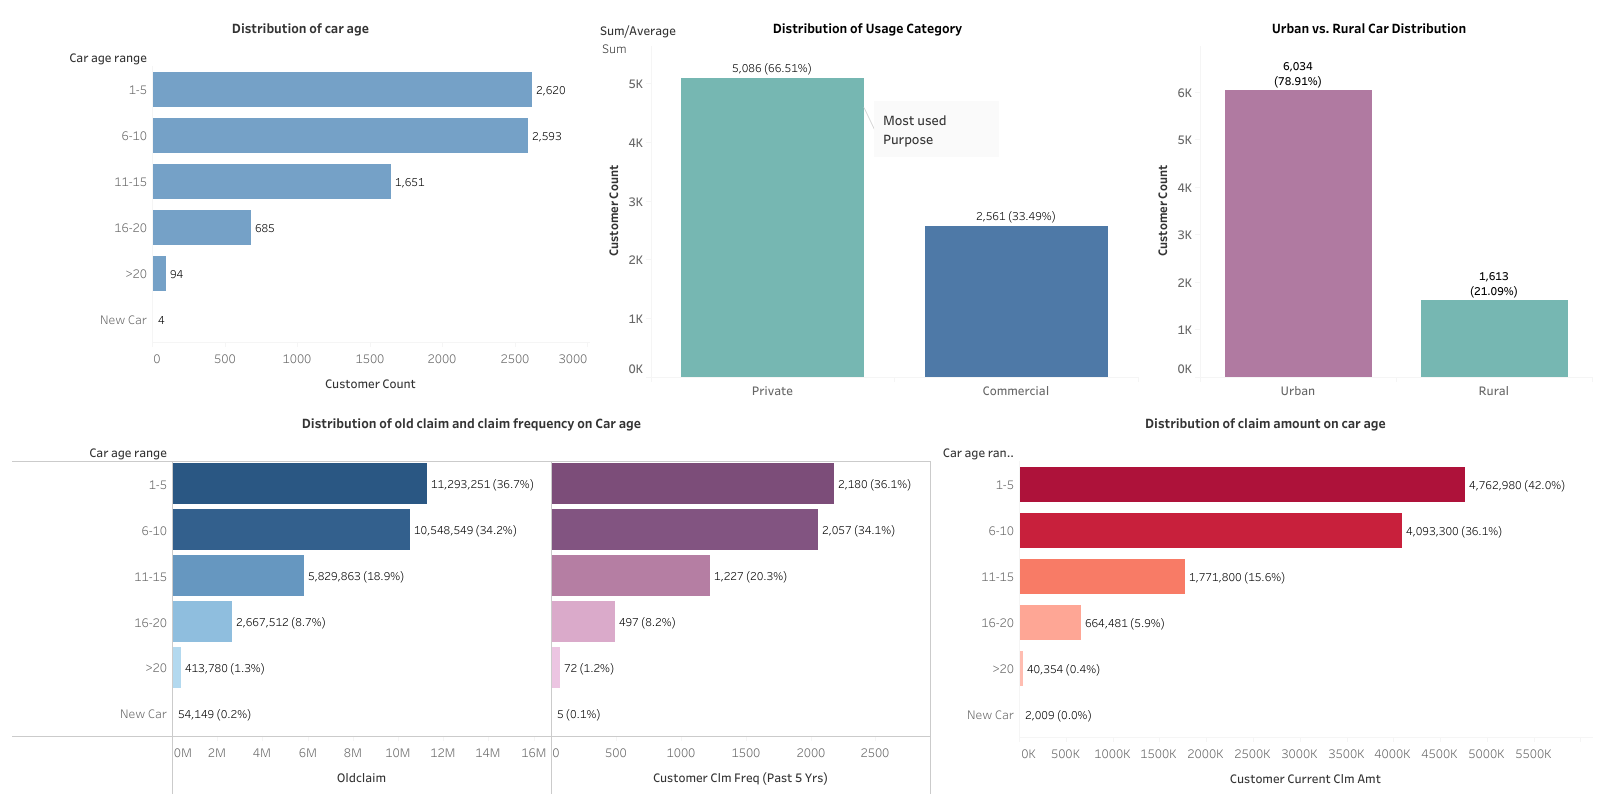 Distribution of car age
Car age range
1-5
2,620
6-10
2,593
11-15
1,651
16-20
685
>20
94
New Car
4
0 500 1000 1500 2000 2500 3000
Customer Count
Sum/Average
Sum
Distribution of Usage Category
5,086 (66.51%)
Most used
Purpose
2,561 (33.49%)
5K
4K
3K
2K
1K
0K
Customer Count
Private Commercial
Urban vs. Rural Car Distribution
6,034
(78.91%)
1,613
(21.09%)
6K
5K
4K
3K
2K
1K
0K
Customer Count
Urban Rural
Distribution of old claim and claim frequency on Car age
Car age range
1-5 11,293,251 (36.7%) 2,180 (36.1%)
6-10 10,548,549 (34.2%) 2,057 (34.1%)
11-15 5,829,863 (18.9%) 1,227 (20.3%)
16-20 2,667,512 (8.7%) 497 (8.2%)
>20 413,780 (1.3%) 72 (1.2%)
New Car 54,149 (0.2%) 5 (0.1%)
0M 2M 4M 6M 8M 10M 12M 14M 16M 0 500 1000 1500 2000 2500
Oldclaim Customer Clm Freq (Past 5 Yrs)
Distribution of claim amount on car age
Car age ran..
1-5 4,762,980 (42.0%)
6-10 4,093,300 (36.1%)
11-15 1,771,800 (15.6%)
16-20 664,481 (5.9%)
>20 40,354 (0.4%)
New Car 2,009 (0.0%)
0K 500K 1000K 1500K 2000K 2500K 3000K 3500K 4000K 4500K 5000K 5500K
Customer Current Clm Amt